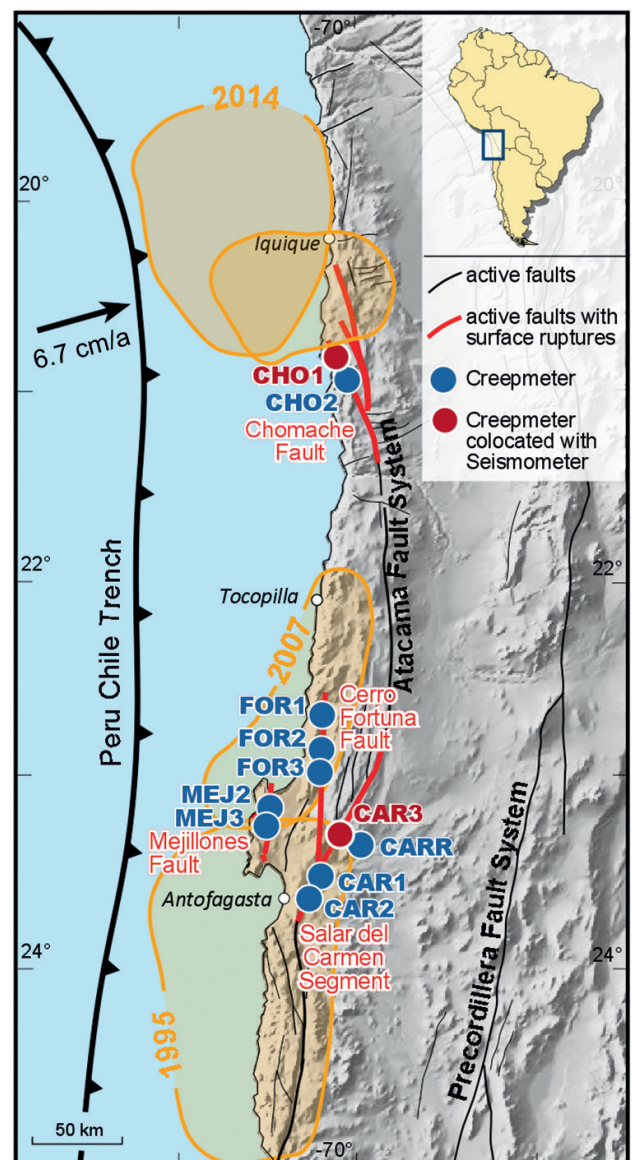 -70°
2014
20°
20
Iquique
active faults
active faults with
surface ruptures
6.7 cm/a
Creepmeter
CHO1
CHO2
Creepmeter
colocated with
Seismometer
Chomache
Fault
Atacama Fault System
22°
22°
Peru Chile Trench
Tocopilla
2007
FOR1
Cerro
Fortuna
Fault
FOR2
FOR3
MEJ2
MEJ3
CAR3
Mejillones
Fault
CARR
CAR1
Antofagasta
CAR2
Salar del
Carmen
Segment
Precordillera Fault System
24°
24°
1995
50 km
-70°